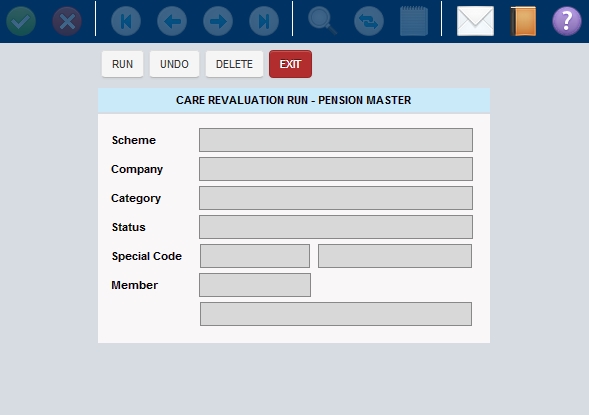 ?
RUN UNDO DELETE EXIT
CARE REVALUATION RUN - PENSION MASTER
Scheme
Company
Category
Status
Special Code
Member